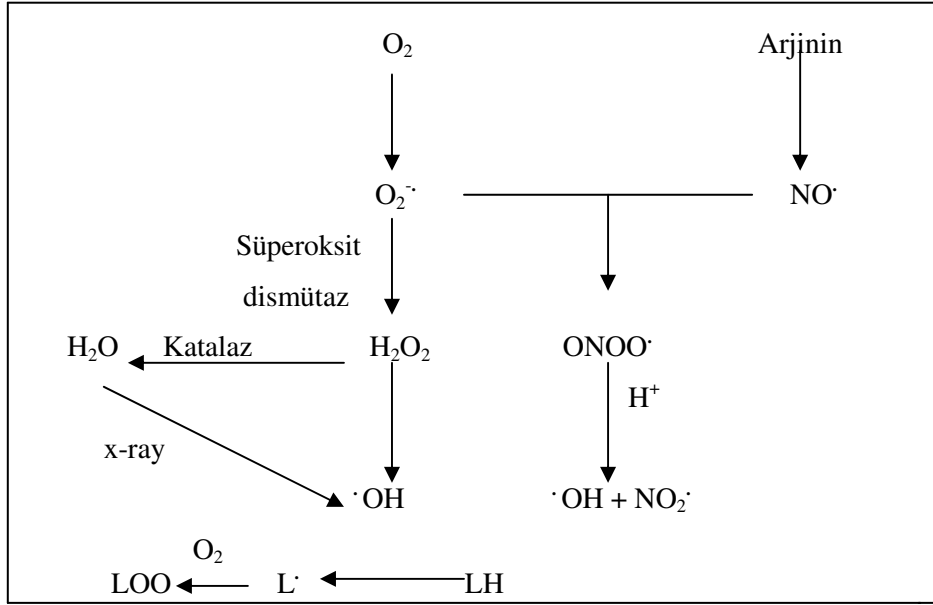 O₂ Arjinin
O₂⁻· NO·
Süperoksit
dismütaz
H₂O Katalaz H₂O₂ ONOO·
H⁺
x-ray
·OH ·OH + NO₂·
O₂
LOO L· LH